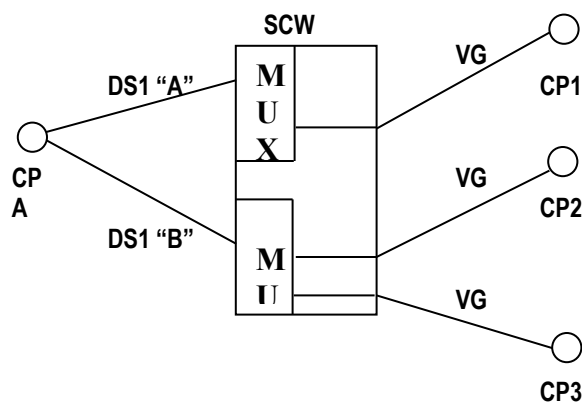 SCW
VG
M
U
X
DS1 “A”
CP1
CP
A
VG
CP2
DS1 “B”
M
U
VG
CP3